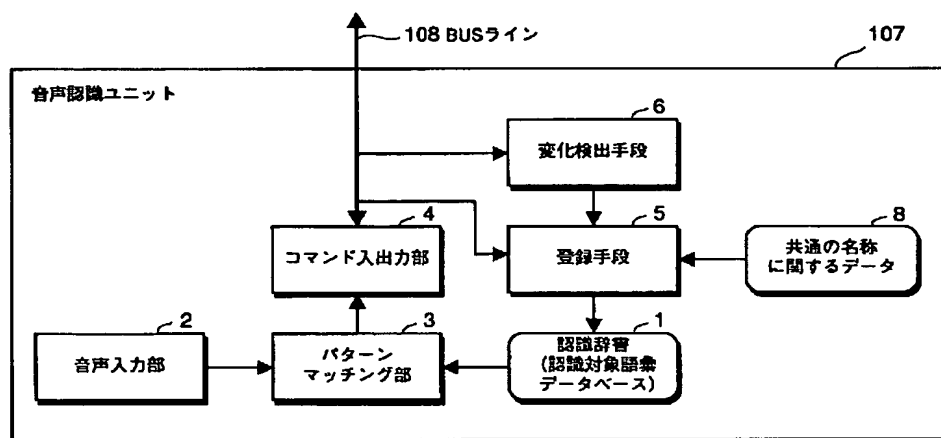 108 BUSライン
107
音声認識ユニット
6
変化検出手段
4
コマンド入出力部
5
登録手段
8
共通の名称
に関するデータ
2
音声入力部
3
パターン
マッチング部
1
認識辞書
(認識対象語彙
データベース)